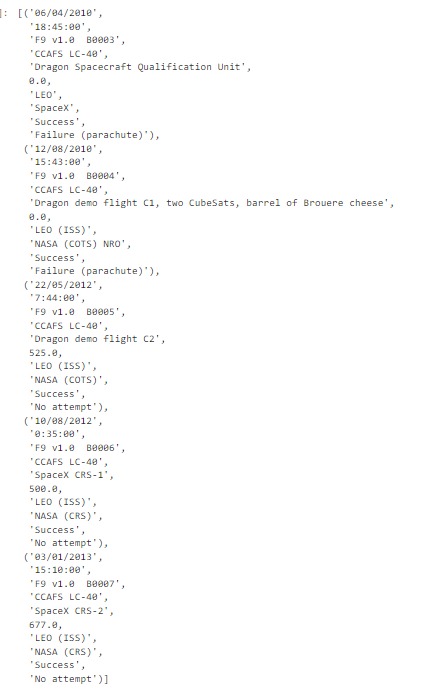 ]: [('06/04/2010',
'18:45:00',
'F9 v1.0  B0003',
'CCAFS LC-40',
'Dragon Spacecraft Qualification Unit',
0.0,
'LEO',
'SpaceX',
'Success',
'Failure (parachute)'),
('12/08/2010',
'15:43:00',
'F9 v1.0  B0004',
'CCAFS LC-40',
'Dragon demo flight C1, two CubeSats, barrel of Brouere cheese',
0.0,
'LEO (ISS)',
'NASA (COTS) NRO',
'Success',
'Failure (parachute)'),
('22/05/2012',
'7:44:00',
'F9 v1.0  B0005',
'CCAFS LC-40',
'Dragon demo flight C2',
525.0,
'LEO (ISS)',
'NASA (COTS)',
'Success',
'No attempt'),
('10/08/2012',
'0:35:00',
'F9 v1.0  B0006',
'CCAFS LC-40',
'SpaceX CRS-1',
500.0,
'LEO (ISS)',
'NASA (CRS)',
'Success',
'No attempt'),
('03/01/2013',
'15:10:00',
'F9 v1.0  B0007',
'CCAFS LC-40',
'SpaceX CRS-2',
677.0,
'LEO (ISS)',
'NASA (CRS)',
'Success',
'No attempt')]